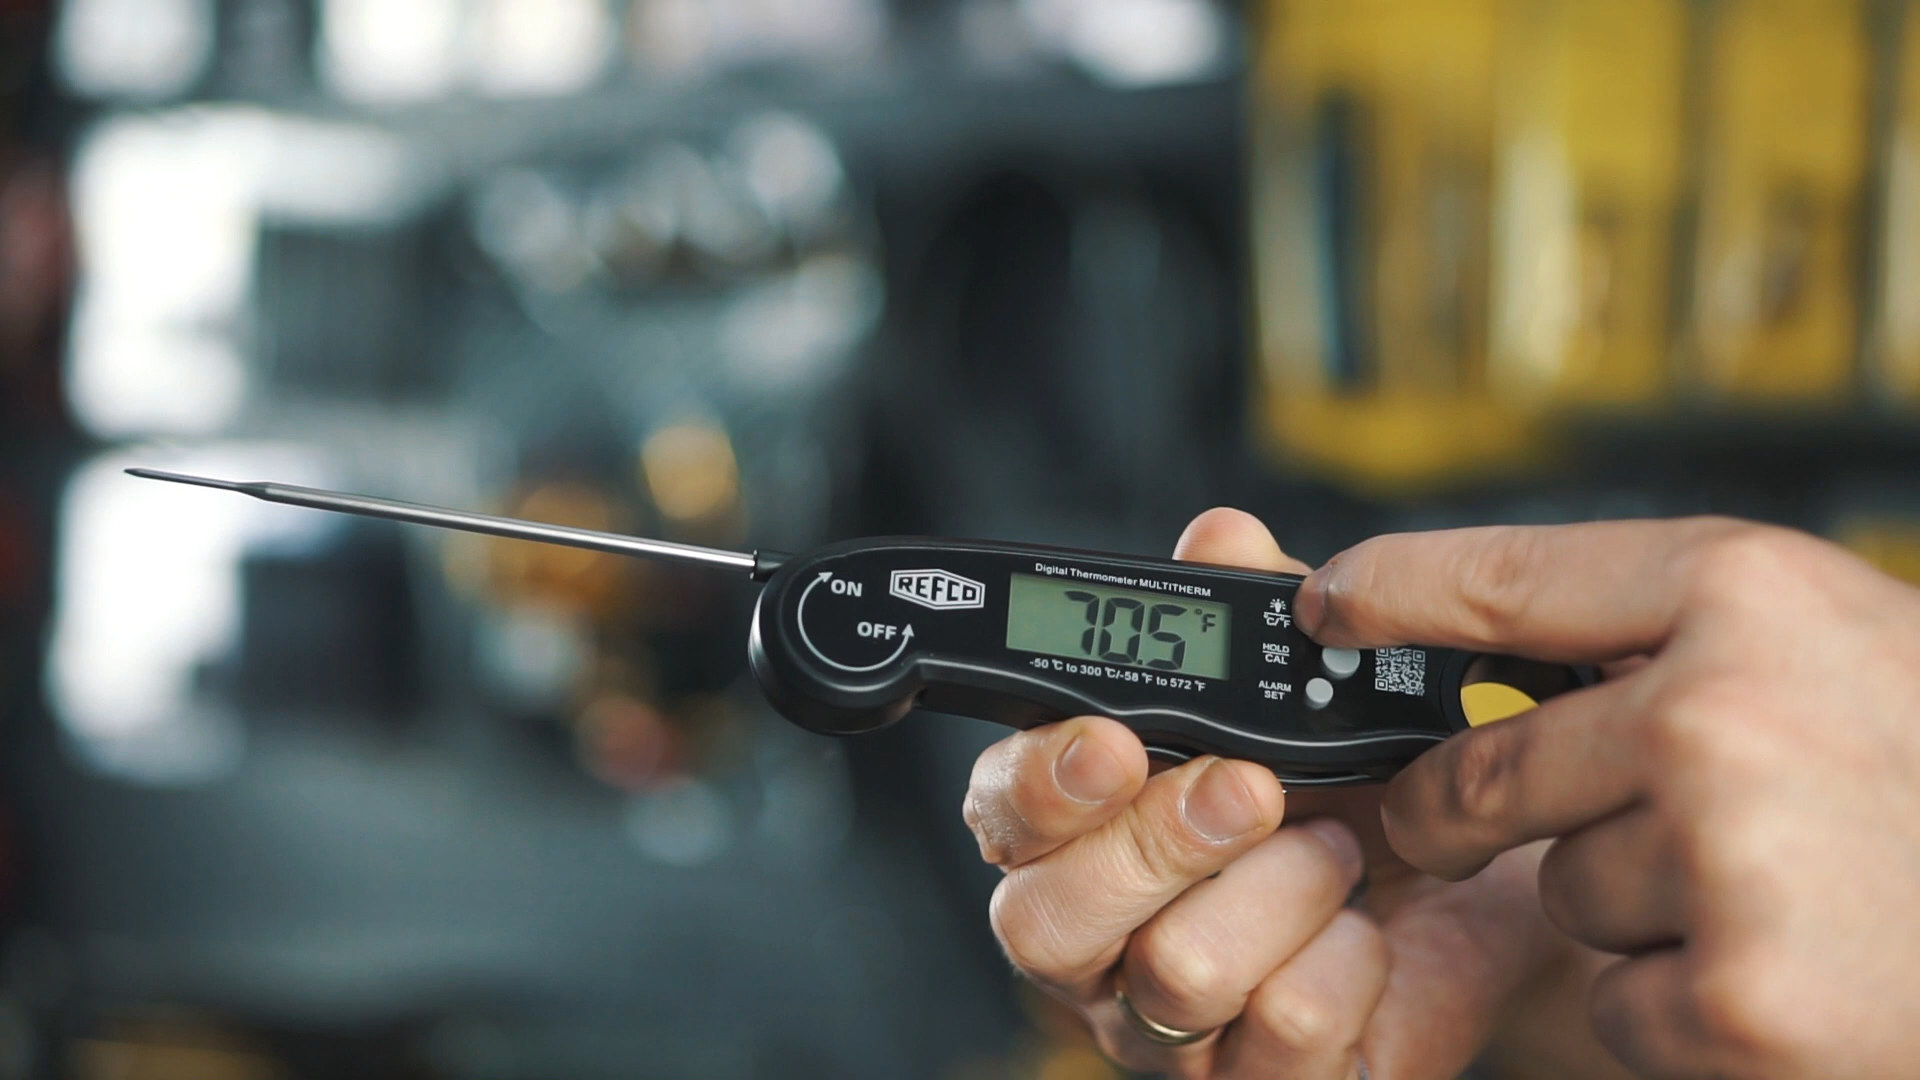 ON
OFF
REFCO
Digital Thermometer MULTITHERM
70.5 °F
-50 °C to 300 °C/-58 °F to 572 °F
°C/°F
HOLD
CAL
ALARM
SET